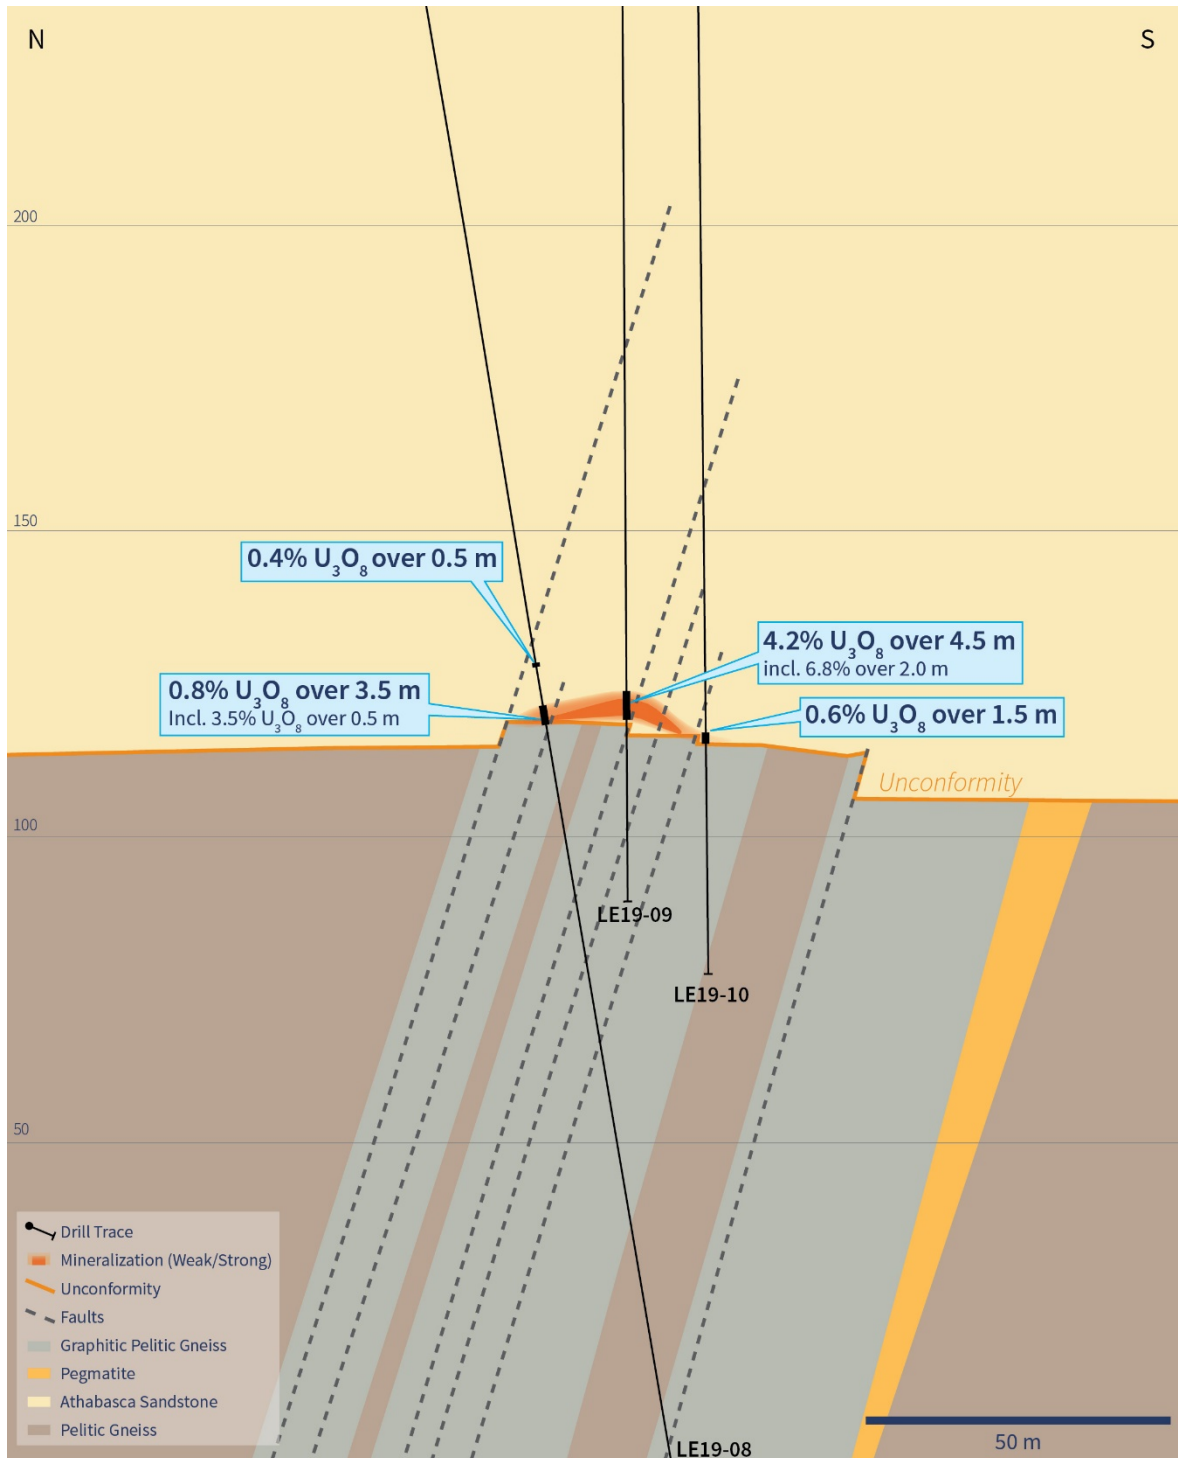 N
S
200
150
0.4% U₃O₈ over 0.5 m
4.2% U₃O₈ over 4.5 m
incl. 6.8% over 2.0 m
0.8% U₃O₈ over 3.5 m
Incl. 3.5% U₃O₈ over 0.5 m
0.6% U₃O₈ over 1.5 m
Unconformity
100
LE19-09
LE19-10
50
Drill Trace
Mineralization (Weak/Strong)
Unconformity
Faults
Graphitic Pelitic Gneiss
Pegmatite
Athabasca Sandstone
Pelitic Gneiss
50 m
LE19-08